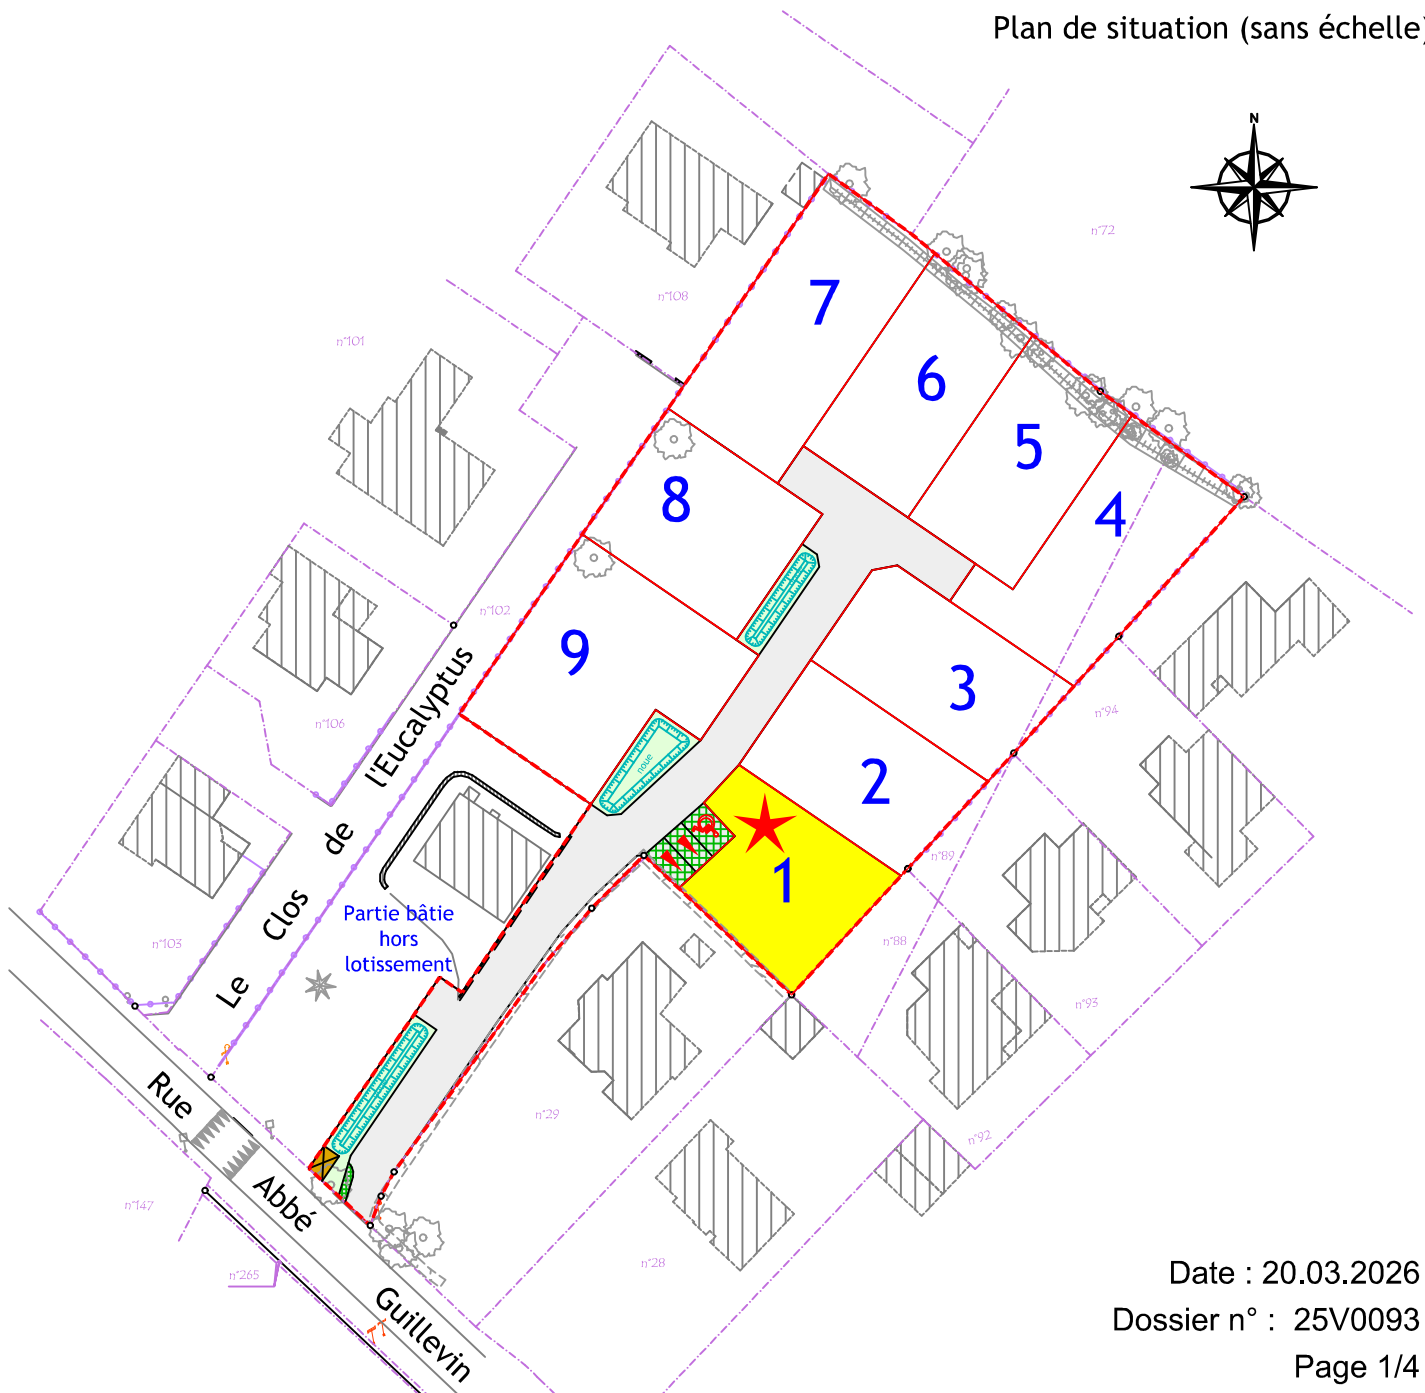 Plan de situation (sans échelle)
N
n°72
7
n°108
n°101
6
5
8
4
n°102
9
l'Eucalyptus
3
n°106
n°94
noue
2
de
n°89
1
Clos
Partie bâtie
hors
lotissement
n°103
n°88
Le
n°93
Rue
n°29
n°92
Abbé
n°147
n°28
n°265
Guillevin
Date : 20.03.2026
Dossier n° : 25V0093
Page 1/4